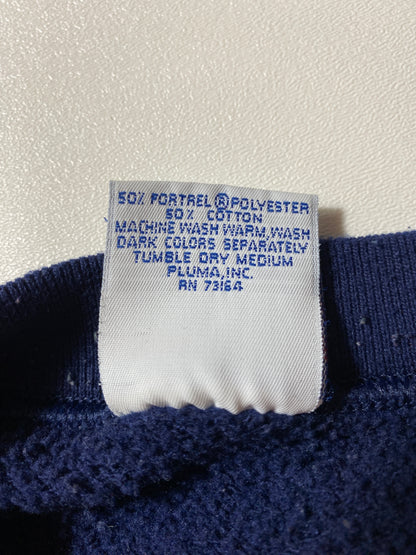 50% FORTREL ® POLYESTER
50% COTTON
MACHINE WASH WARM, WASH
DARK COLORS SEPARATELY
TUMBLE DRY MEDIUM
PLUMA, INC.
RN 73164